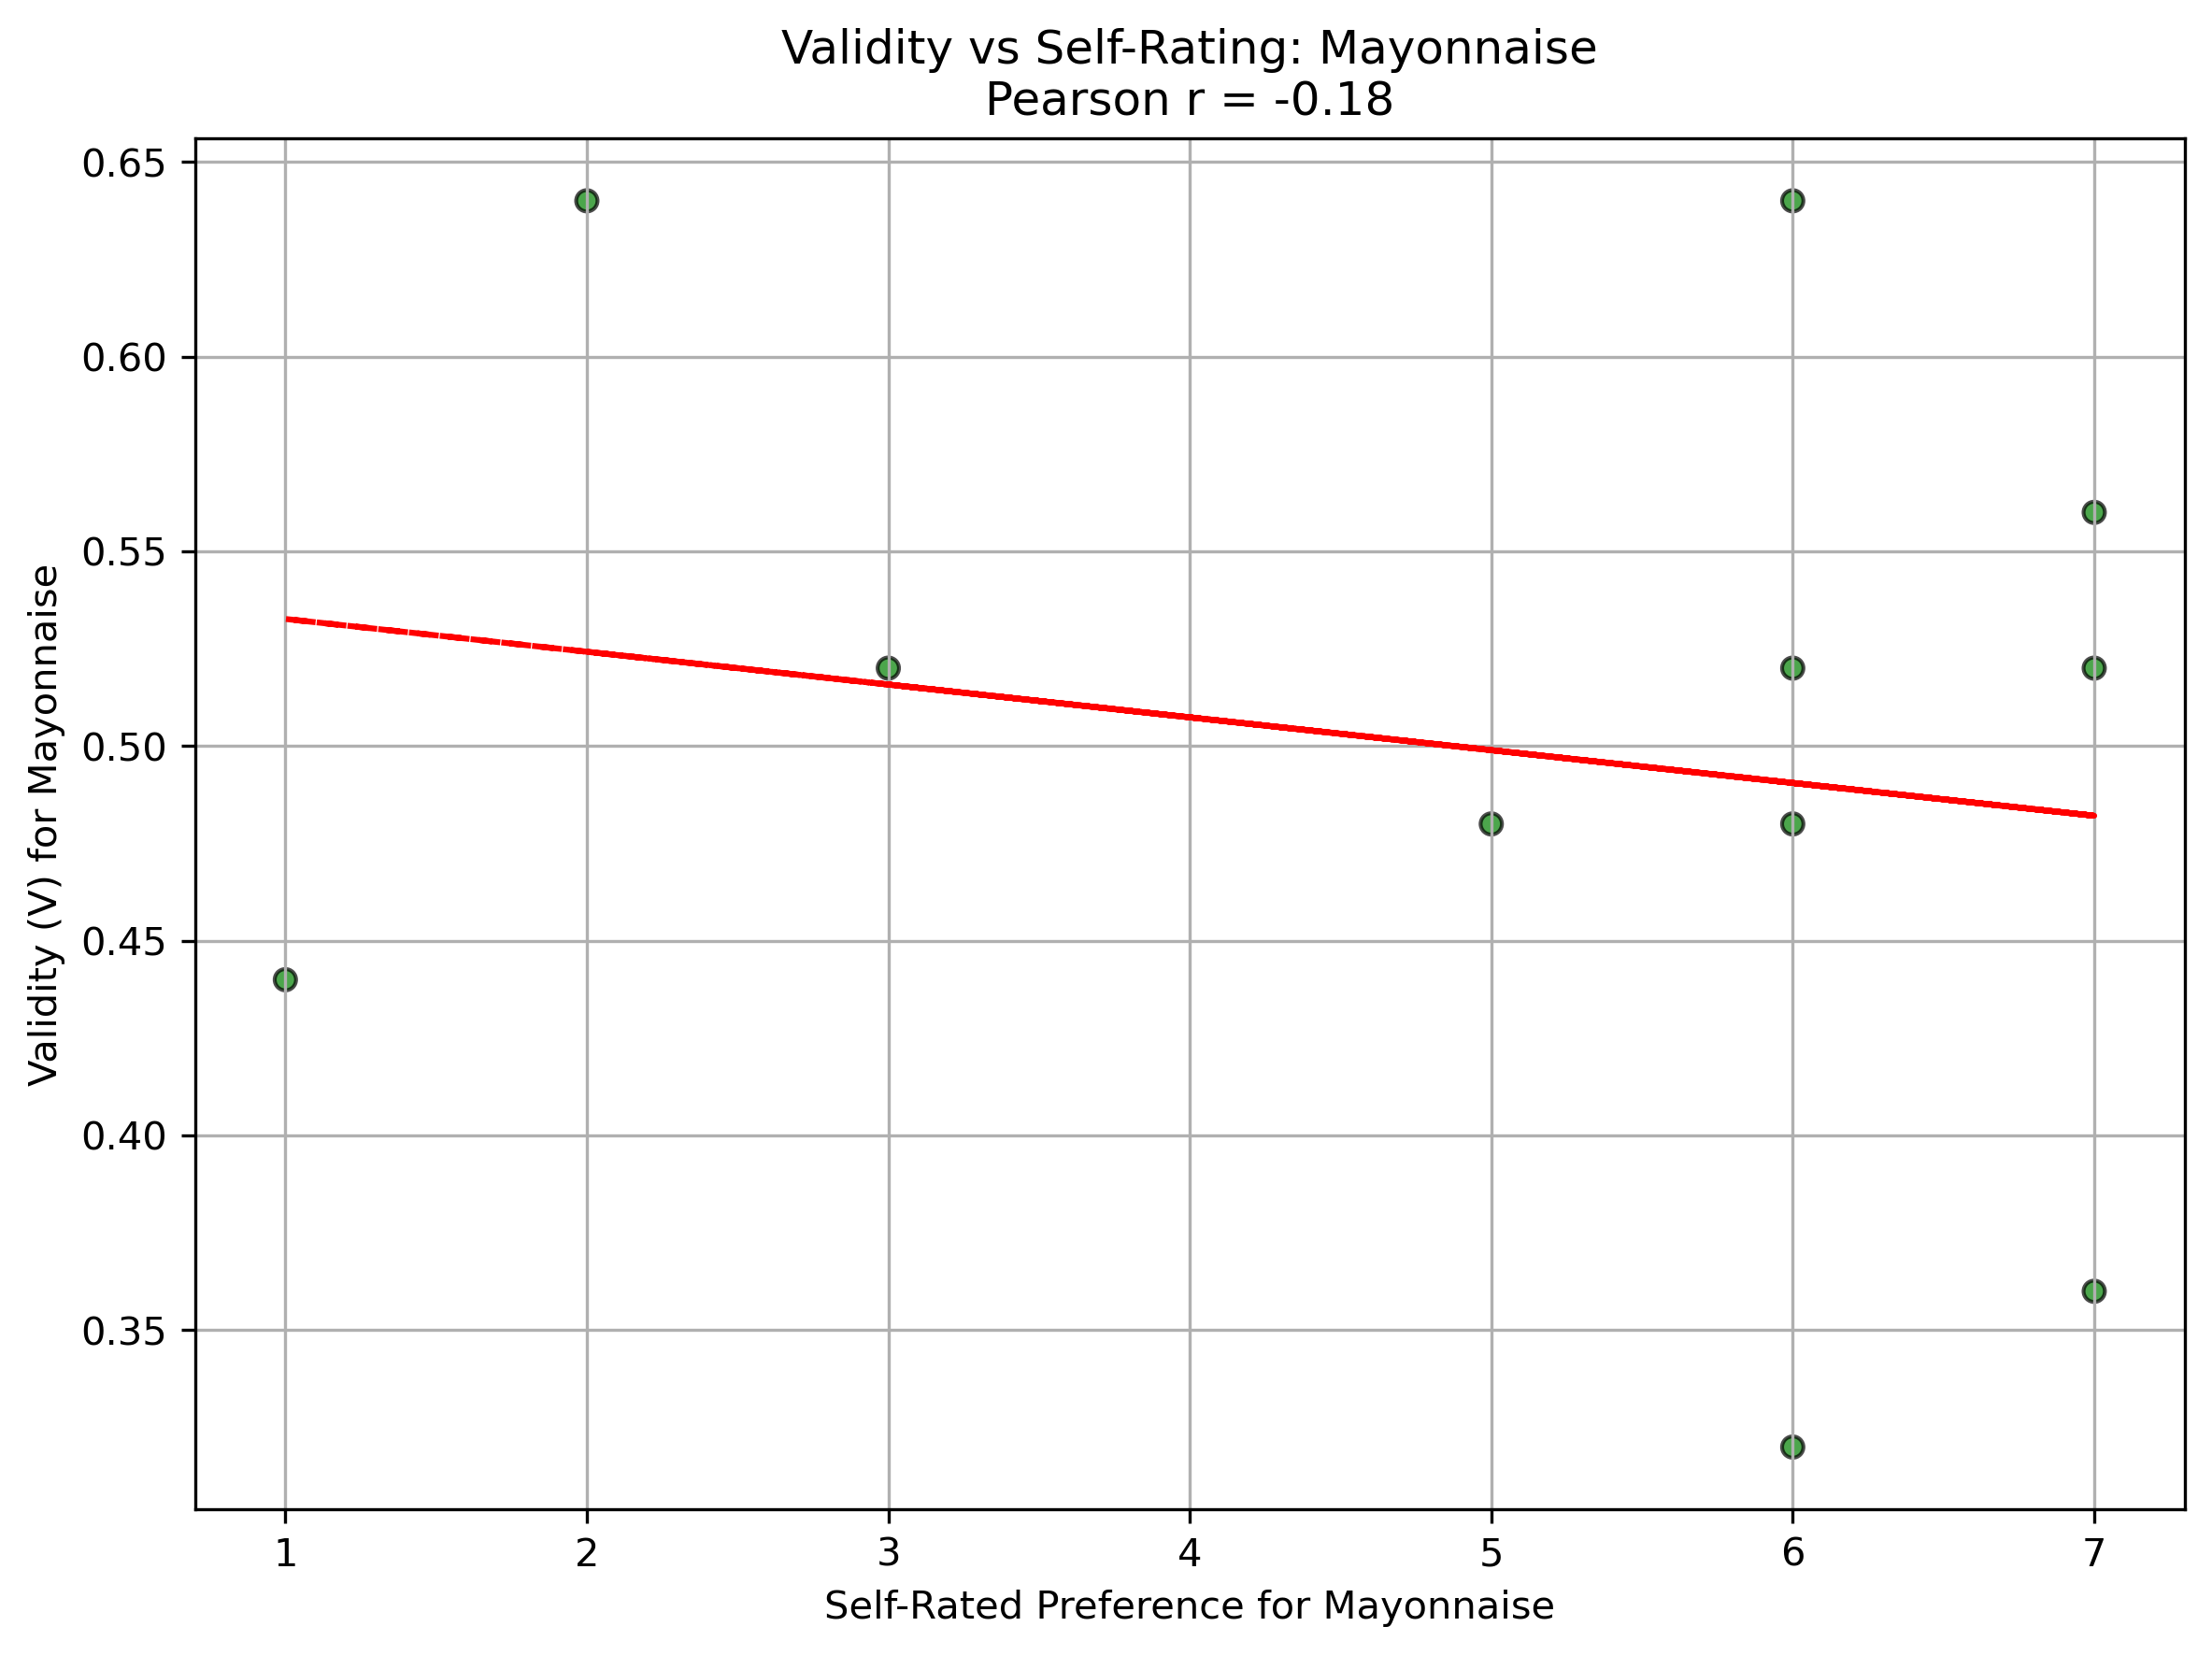 Validity vs Self-Rating: Mayonnaise
Pearson r = -0.18
0.65
0.60
0.55
0.50
0.45
0.40
0.35
Validity (V) for Mayonnaise
1 2 3 4 5 6 7
Self-Rated Preference for Mayonnaise